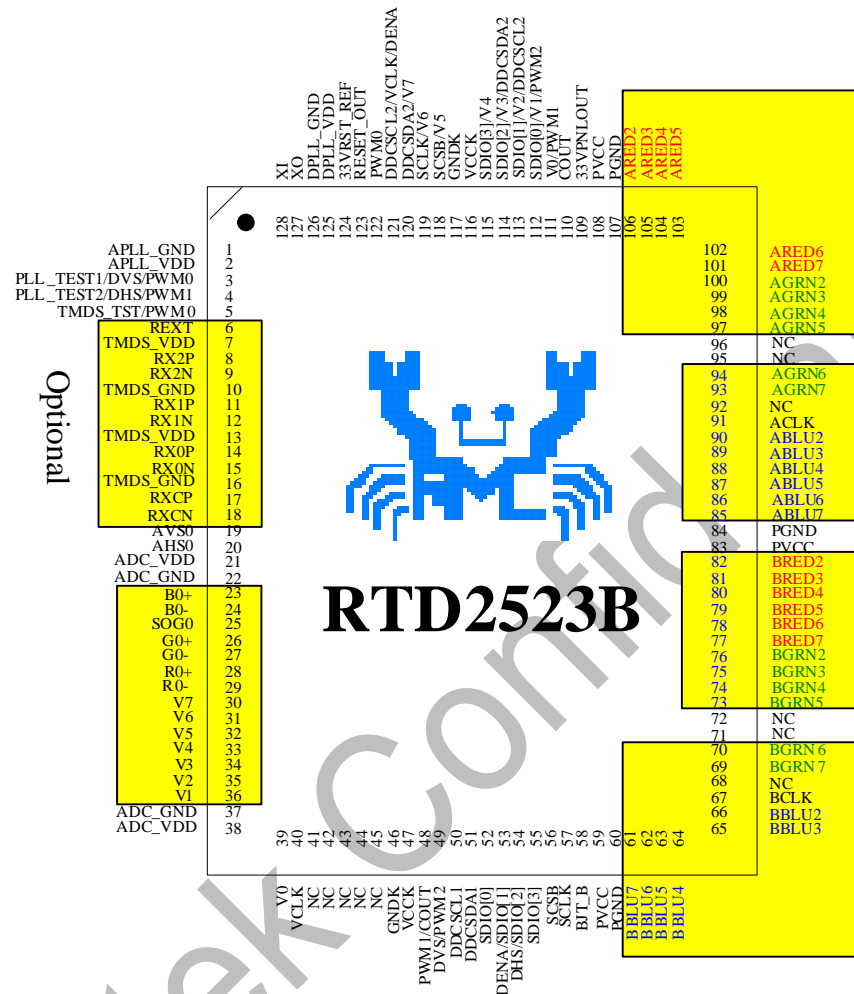 XI
XO
DPLL_GND
DPLL_VDD
33VRST_REF
RESET_OUT
PWM0
DDCSCL2/VCLK/DENA
DDCSDA2/V7
SCLK/V6
SCSB/V5
GNDK
VCCK
SDIO[3]/V4
SDIO[2]/V3/DDCSDA2
SDIO[1]/V2/DDCSCL2
SDIO[0]/V1/PWM2
V0/PWM1
COUT
33VPNLOUT
PVCC
PGND
ARED2
ARED3
ARED4
ARED5
128 127 126 125 124 123 122 121 120 119 118 117 116 115 114 113 112 111 110 109 108 107 106 105 104 103
APLL_GND 1
APLL_VDD 2
PLL_TEST1/DVS/PWM0 3
PLL_TEST2/DHS/PWM1 4
TMDS_TST/PWM0 5
REXT 6
TMDS_VDD 7
RX2P 8
RX2N 9
TMDS_GND 10
RX1P 11
RX1N 12
TMDS_VDD 13
RX0P 14
RX0N 15
TMDS_GND 16
RXCP 17
RXCN 18
AVS0 19
AHS0 20
ADC_VDD 21
ADC_GND 22
B0+ 23
B0- 24
SOG0 25
G0+ 26
G0- 27
R0+ 28
R0- 29
V7 30
V6 31
V5 32
V4 33
V3 34
V2 35
V1 36
ADC_GND 37
ADC_VDD 38
Optional
RTD2523B
102 ARED6
101 ARED7
100 AGRN2
99 AGRN3
98 AGRN4
97 AGRN5
96 NC
95 NC
94 AGRN6
93 AGRN7
92 NC
91 ACLK
90 ABLU2
89 ABLU3
88 ABLU4
87 ABLU5
86 ABLU6
85 ABLU7
84 PGND
83 PVCC
82 BRED2
81 BRED3
80 BRED4
79 BRED5
78 BRED6
77 BRED7
76 BGRN2
75 BGRN3
74 BGRN4
73 BGRN5
72 NC
71 NC
70 BGRN6
69 BGRN7
68 NC
67 BCLK
66 BBLU2
65 BBLU3
39 40 41 42 43 44 45 46 47 48 49 50 51 52 53 54 55 56 57 58 59 60 61 62 63 64
V0
VCLK
NC
NC
NC
NC
NC
GNDK
VCCK
PWM1/COUT
DVS/PWM2
DDCSCL1
DDCSDA1
SDIO[0]
DENA/SDIO[1]
DHS/SDIO[2]
SDIO[3]
SCSB
SCLK
BJT_B
PVCC
PGND
BBLU7
BBLU6
BBLU5
BBLU4
ek Confid